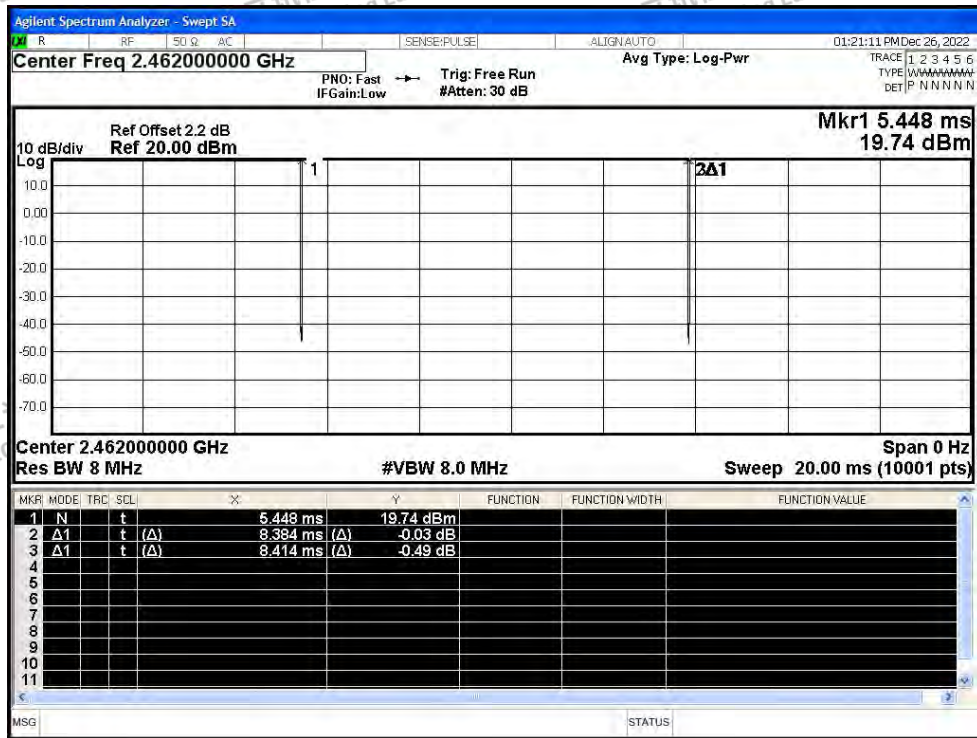 Agilent Spectrum Analyzer - Swept SA
LXI R RF 50 Ω AC SENSE:PULSE ALIGNAUTO 01:21:11 PM Dec 26, 2022
Center Freq 2.462000000 GHz Avg Type: Log-Pwr TRACE 1 2 3 4 5 6
PNO: Fast Trig: Free Run TYPE WWWWWW
IFGain:Low #Atten: 30 dB DET P N N N N N
Mkr1 5.448 ms
Ref Offset 2.2 dB
10 dB/div Ref 20.00 dBm 19.74 dBm
Log
1 2Δ1
10.0
0.00
-10.0
-20.0
-30.0
-40.0
-50.0
-60.0
-70.0
Center 2.462000000 GHz Span 0 Hz
Res BW 8 MHz #VBW 8.0 MHz Sweep 20.00 ms (10001 pts)
MKR MODE TRC SCL X Y FUNCTION FUNCTION WIDTH FUNCTION VALUE
1 N t 5.448 ms 19.74 dBm
2 Δ1 t (Δ) 8.384 ms (Δ) -0.03 dB
3 Δ1 t (Δ) 8.414 ms (Δ) -0.49 dB
4
5
6
7
8
9
10
11
MSG STATUS